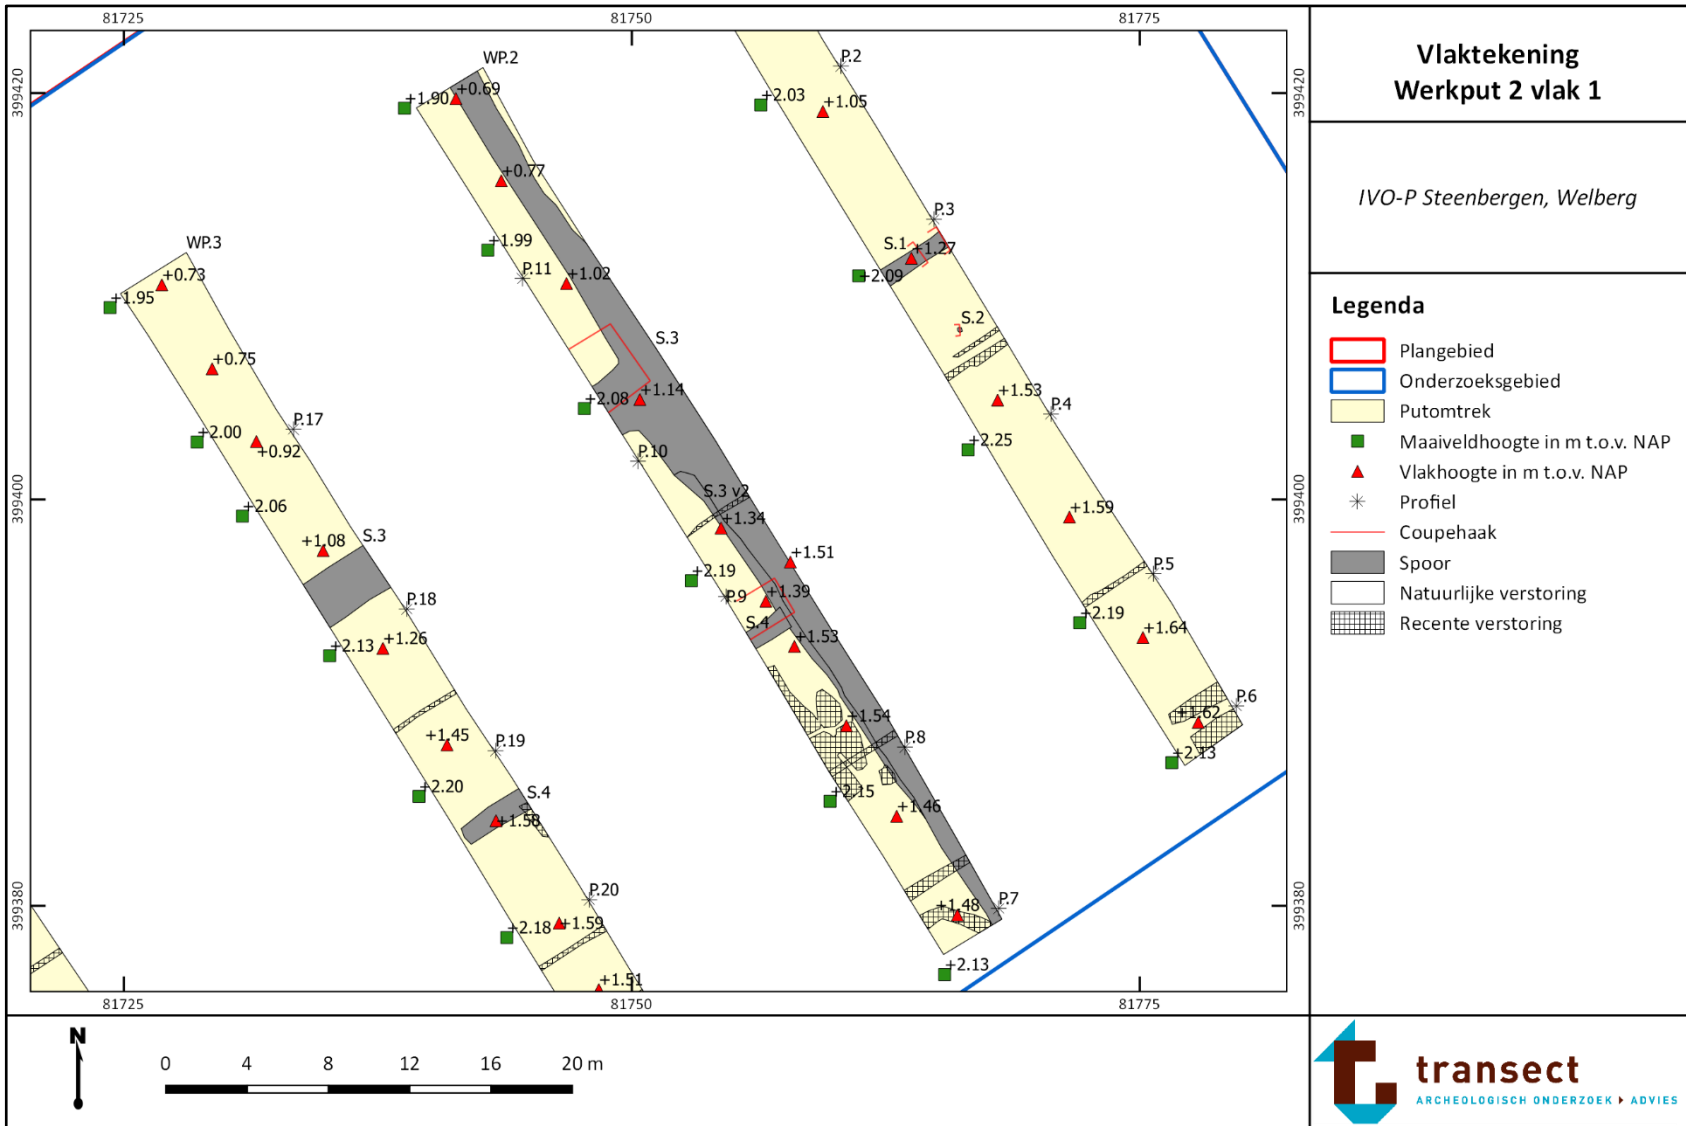 81725
81750
81775
399420
399400
399380
399420
399400
399380
81725
81750
81775
WP.2
+1.90
+0.69
+0.77
+1.99
P.11
+1.02
S.3
+2.08
+1.14
P.10
S.3 v2
+1.34
+1.51
+2.19
P.9
+1.39
S.4
+1.53
+1.54
P.8
+2.15
+1.46
P.7
+1.48
+2.13
P.2
+2.03
+1.05
P.3
S.1
+1.27
+2.09
S.2
+1.53
P.4
+2.25
+1.59
P.5
+2.19
+1.64
P.6
+1.62
+2.13
WP.3
+0.73
+1.95
+0.75
P.17
+2.00
+0.92
+2.06
+1.08
S.3
P.18
+2.13
+1.26
+1.45
P.19
+2.20
S.4
+1.58
P.20
+2.18
+1.59
+1.51
Vlaktekening
Werkput 2 vlak 1
IVO-P Steenbergen, Welberg
Legenda
Plangebied
Onderzoeksgebied
Putomtrek
Maaiveldhoogte in m t.o.v. NAP
Vlakhoogte in m t.o.v. NAP
Profiel
Coupehaak
Spoor
Natuurlijke verstoring
Recente verstoring
N
0 4 8 12 16 20 m
transect
ARCHEOLOGISCH ONDERZOEK ▸ ADVIES